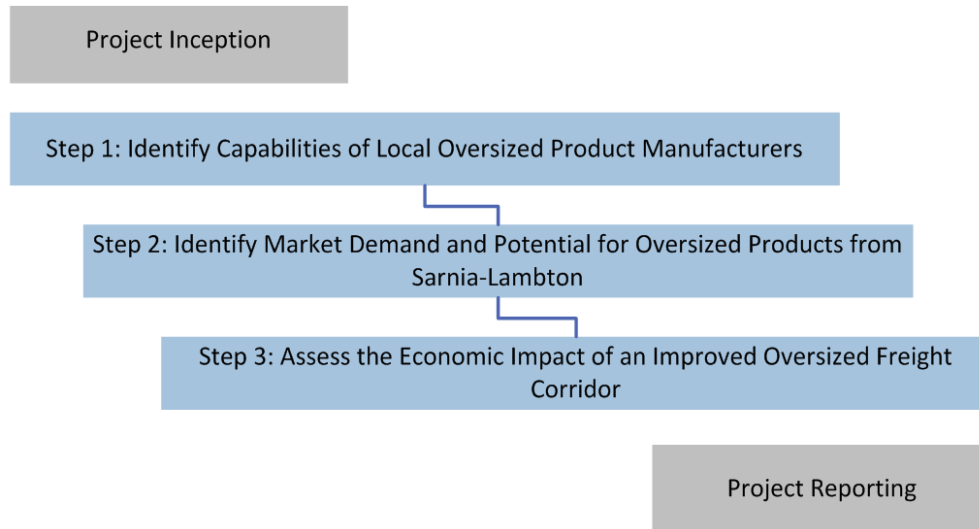 Project Inception
Step 1: Identify Capabilities of Local Oversized Product Manufacturers
Step 2: Identify Market Demand and Potential for Oversized Products from
Sarnia-Lambton
Step 3: Assess the Economic Impact of an Improved Oversized Freight
Corridor
Project Reporting